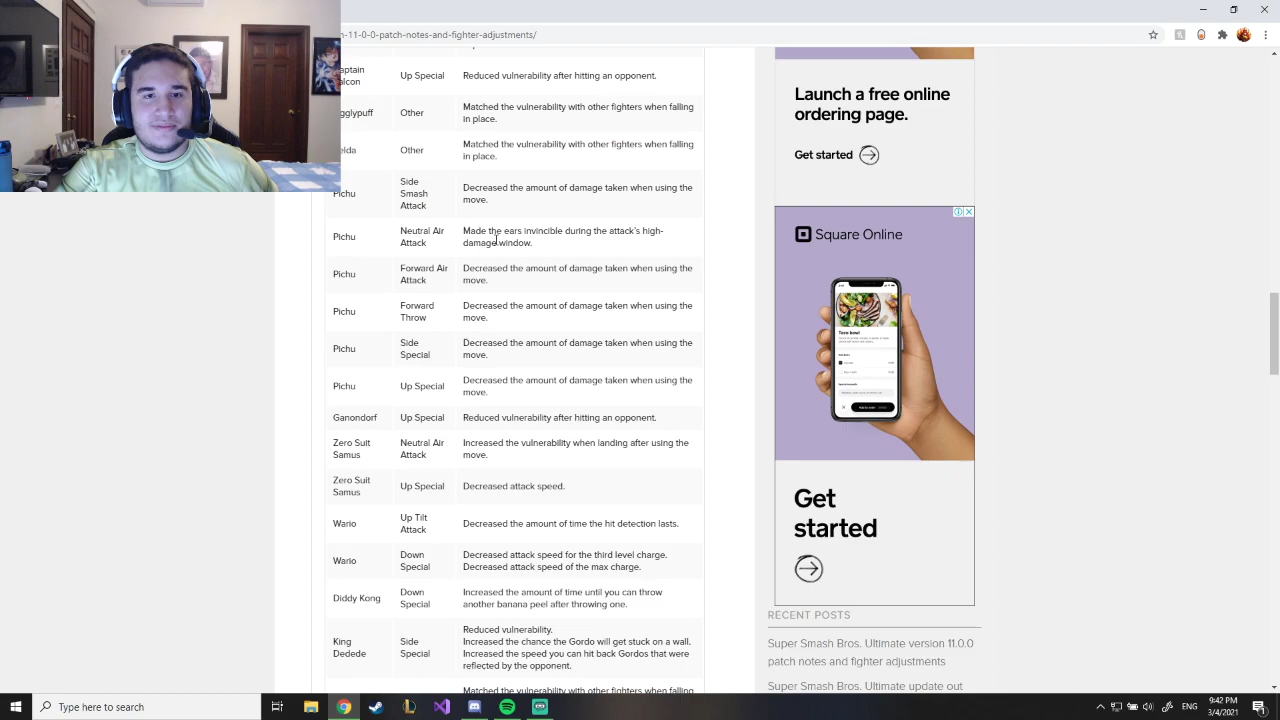 n-11-0-0-patch-notes-and-fighter-adjustments/
aptain
alcon
Up Special
Reduced vulnerability after hitting an opponent.
gglypuff
Other
Matched the vulnerability with other fighters when falling
in place.
elda
Other
Matched the vulnerability with other fighters when falling
in place.
Pichu
Side
Smash
Attack
Decreased the amount of damage taken when using the
move.
Pichu
Neutral Air
Attack
Made the ears invincible during the attack's high-
damage window.
Pichu
Forward Air
Attack
Decreased the amount of damage taken when using the
move.
Pichu
Forward
Throw
Decreased the amount of damage taken when using the
move.
Pichu
Side
Special
Decreased the amount of damage taken when using the
move.
Pichu
Up Special
Decreased the amount of damage taken when using the
move.
Ganondorf
Up Special
Reduced vulnerability after hitting an opponent.
Zero Suit
Samus
Neutral Air
Attack
Increased the vulnerability when landing after using the
move.
Zero Suit
Samus
Up Special
Decreased attack speed.
Wario
Up Tilt
Attack
Decreased the amount of time the hit detection lasts.
Wario
Down
Special
Decreased attack speed for the third level charge.
Decreased attack speed of the max charge.
Diddy Kong
Down
Special
Increased the amount of time until you can throw
another banana peel after throwing one.
King
Dedede
Side
Special
Reduced vulnerability.
Increased the chance the Gordo will get stuck on a wall.
Increased the speed you can hit back Gordos that were
reflected by the opponent.
Matched the vulnerability with other fighters when falling
Launch a free online
ordering page.
Get started
Square Online
Get
started
RECENT POSTS
Super Smash Bros. Ultimate version 11.0.0
patch notes and fighter adjustments
Super Smash Bros. Ultimate update out
Type here to search
ENG
9:42 PM
3/4/2021